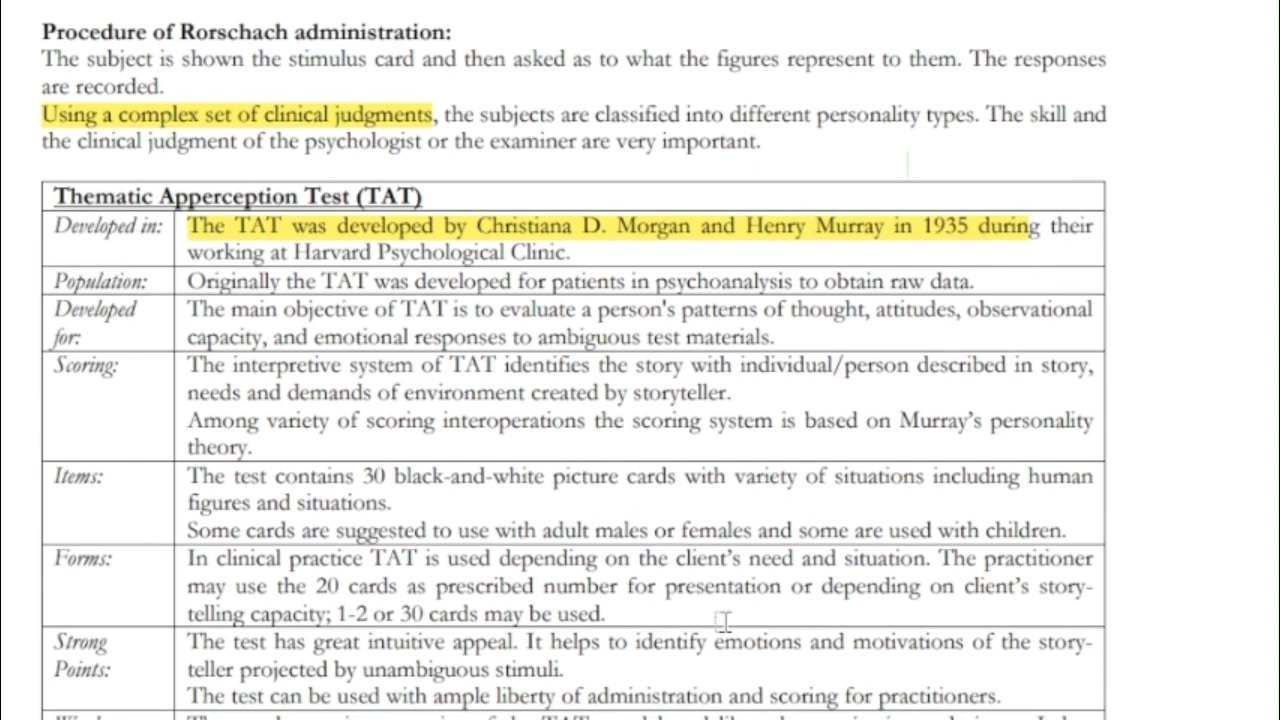 Procedure of Rorschach administration:
The subject is shown the stimulus card and then asked as to what the figures represent to them. The responses
are recorded.
Using a complex set of clinical judgments, the subjects are classified into different personality types. The skill and
the clinical judgment of the psychologist or the examiner are very important.
Thematic Apperception Test (TAT)
Developed in: The TAT was developed by Christiana D. Morgan and Henry Murray in 1935 during their
working at Harvard Psychological Clinic.
Population: Originally the TAT was developed for patients in psychoanalysis to obtain raw data.
Developed The main objective of TAT is to evaluate a person's patterns of thought, attitudes, observational
for: capacity, and emotional responses to ambiguous test materials.
Scoring: The interpretive system of TAT identifies the story with individual/person described in story,
needs and demands of environment created by storyteller.
Among variety of scoring interoperations the scoring system is based on Murray's personality
theory.
Items: The test contains 30 black-and-white picture cards with variety of situations including human
figures and situations.
Some cards are suggested to use with adult males or females and some are used with children.
Forms: In clinical practice TAT is used depending on the client's need and situation. The practitioner
may use the 20 cards as prescribed number for presentation or depending on client's story-
telling capacity; 1-2 or 30 cards may be used.
Strong The test has great intuitive appeal. It helps to identify emotions and motivations of the story-
Points: teller projected by unambiguous stimuli.
The test can be used with ample liberty of administration and scoring for practitioners.